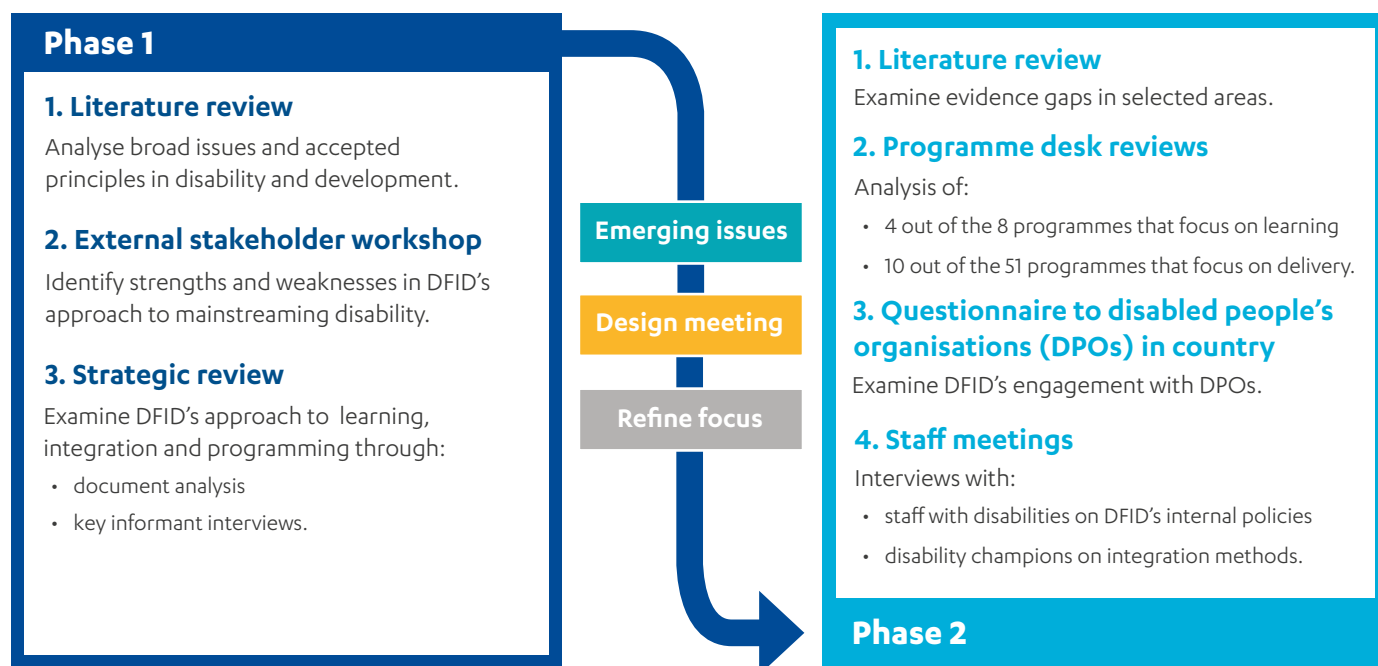 Phase 1
1. Literature review
Analyse broad issues and accepted
principles in disability and development.
2. External stakeholder workshop
Identify strengths and weaknesses in DFID's
approach to mainstreaming disability.
3. Strategic review
Examine DFID's approach to learning,
integration and programming through:
• document analysis
• key informant interviews.
Emerging issues
Design meeting
Refine focus
1. Literature review
Examine evidence gaps in selected areas.
2. Programme desk reviews
Analysis of:
• 4 out of the 8 programmes that focus on learning
• 10 out of the 51 programmes that focus on delivery.
3. Questionnaire to disabled people's
organisations (DPOs) in country
Examine DFID's engagement with DPOs.
4. Staff meetings
Interviews with:
• staff with disabilities on DFID's internal policies
• disability champions on integration methods.
Phase 2